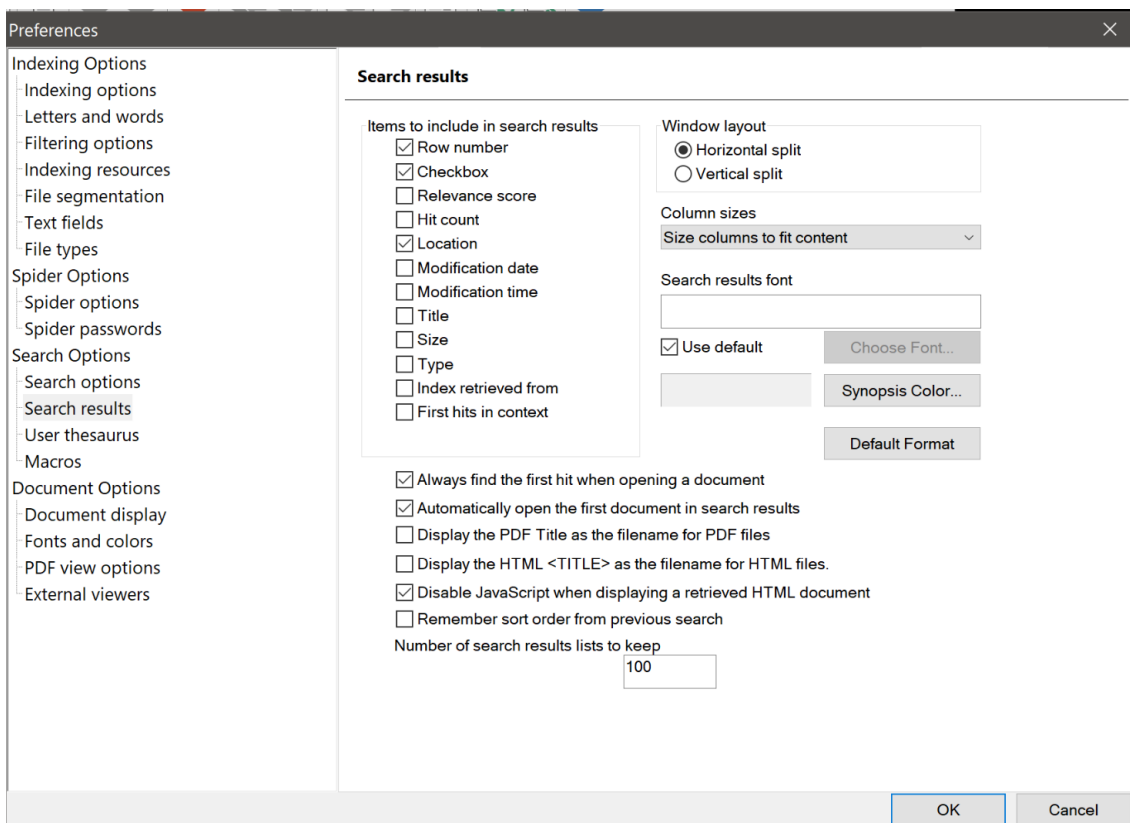 Preferences
Indexing Options
Indexing options
Letters and words
Filtering options
Indexing resources
File segmentation
Text fields
File types
Spider Options
Spider options
Spider passwords
Search Options
Search options
Search results
User thesaurus
Macros
Document Options
Document display
Fonts and colors
PDF view options
External viewers
Search results
Items to include in search results
Row number
Checkbox
Relevance score
Hit count
Location
Modification date
Modification time
Title
Size
Type
Index retrieved from
First hits in context
Window layout
Horizontal split
Vertical split
Column sizes
Size columns to fit content
Search results font
Use default
Choose Font...
Synopsis Color...
Default Format
Always find the first hit when opening a document
Automatically open the first document in search results
Display the PDF Title as the filename for PDF files
Display the HTML <TITLE> as the filename for HTML files.
Disable JavaScript when displaying a retrieved HTML document
Remember sort order from previous search
Number of search results lists to keep
100
OK
Cancel